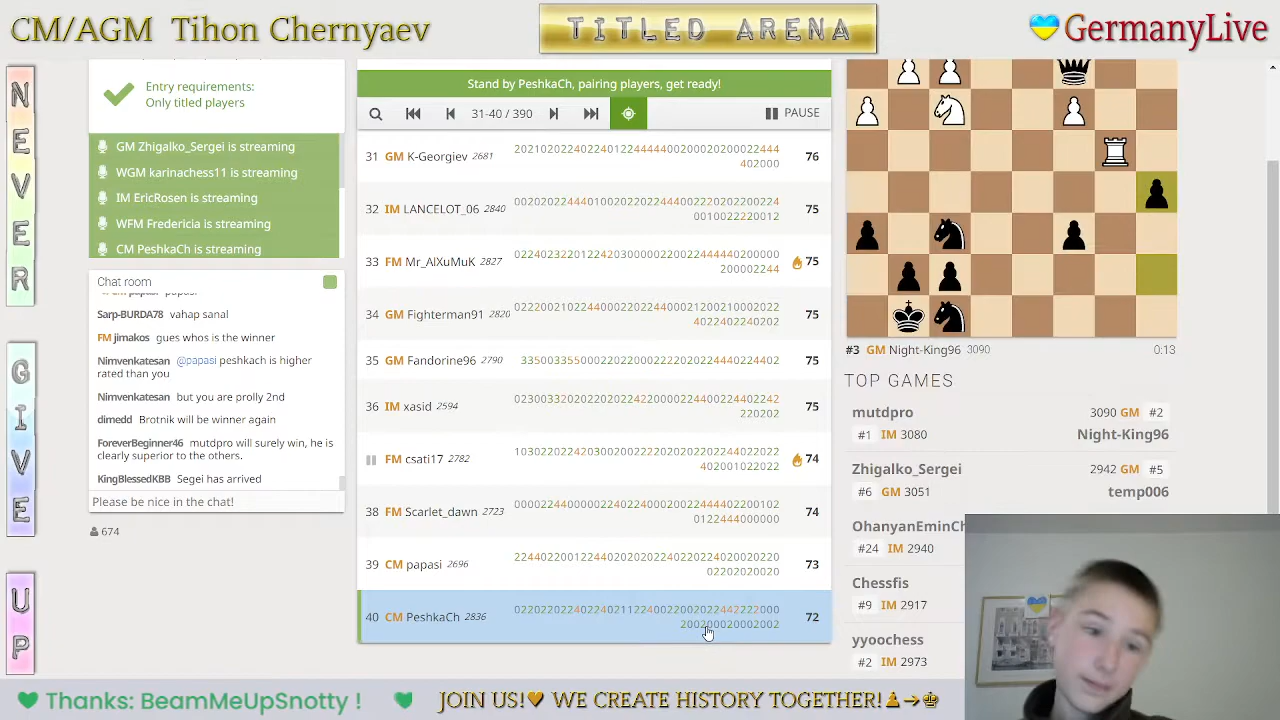 CM/AGM Tihon Chernyaev
TITLED ARENA
GermanyLive
NEVER
GIVE
UP
Entry requirements:
Only titled players
GM Zhigalko_Sergei is streaming
WGM karinachess11 is streaming
IM EricRosen is streaming
WFM Fredericia is streaming
CM PeshkaCh is streaming
Chat room
Sarp-BURDA78 vahap sanal
FM jimakos gues whos is the winner
Nimvenkatesan @papasi peshkach is higher
rated than you
Nimvenkatesan but you are prolly 2nd
dimedd Brotnik will be winner again
ForeverBeginner46 mutdpro will surely win, he is
clearly superior to the others.
KingBlessedKBB Segei has arrived
Please be nice in the chat!
674
Stand by PeshkaCh, pairing players, get ready!
31-40 / 390
PAUSE
31 GM K-Georgiev 2681 76
32 IM LANCELOT_06 2840 75
33 FM Mr_AlXuMuK 2827 75
34 GM Fighterman91 2820 75
35 GM Fandorine96 2790 75
36 IM xasid 2594 75
FM csati17 2782 74
38 FM Scarlet_dawn 2723 74
39 CM papasi 2696 73
40 CM PeshkaCh 2836 72
#3 GM Night-King96 3090 0:13
TOP GAMES
mutdpro 3090 GM #2
#1 IM 3080 Night-King96
Zhigalko_Sergei 2942 GM #5
#6 GM 3051 temp006
OhanyanEminCh
#24 IM 2940
Chessfis
#9 IM 2917
yyoochess
#2 IM 2973
Thanks: BeamMeUpSnotty !
JOIN US! WE CREATE HISTORY TOGETHER!